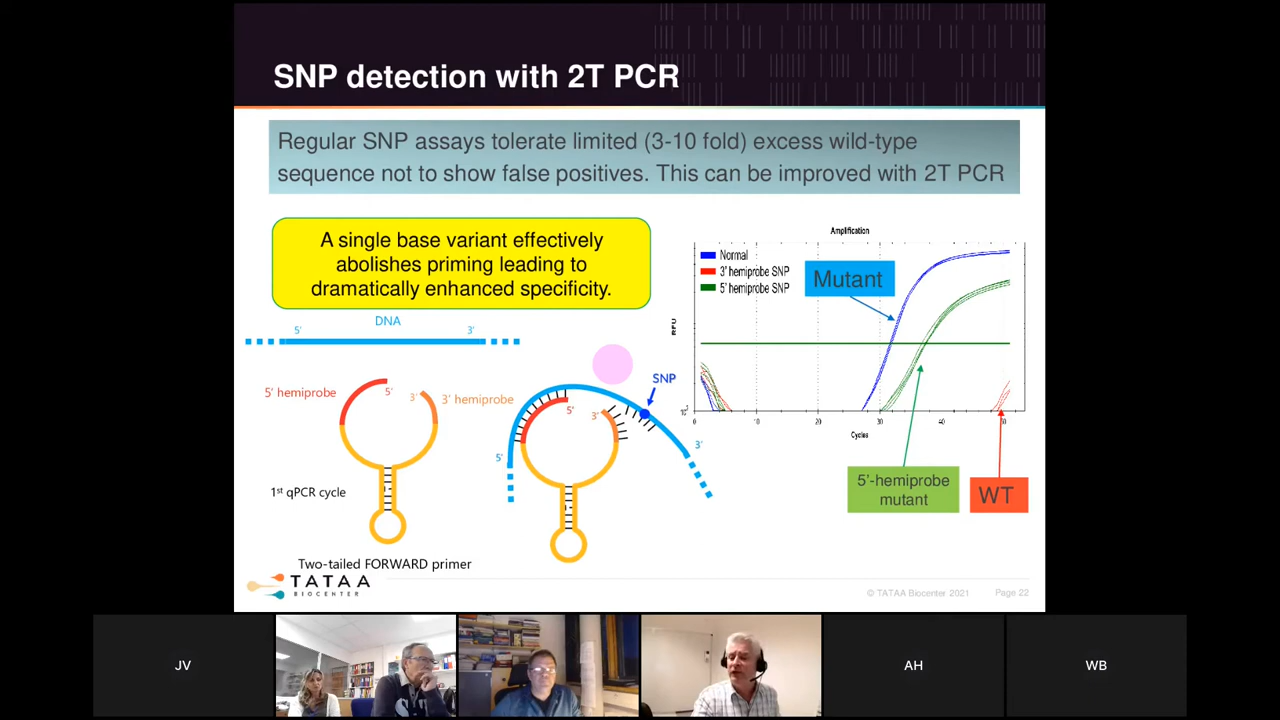 SNP detection with 2T PCR
Regular SNP assays tolerate limited (3-10 fold) excess wild-type
sequence not to show false positives. This can be improved with 2T PCR
A single base variant effectively
abolishes priming leading to
dramatically enhanced specificity.
DNA
5' 3'
5' hemiprobe 5' 3' 3' hemiprobe
1st qPCR cycle
Two-tailed FORWARD primer
SNP
5' 3'
5' 3'
Amplification
Normal
3' hemiprobe SNP
5' hemiprobe SNP
Mutant
RFU
10 20 30 40
Cycles
5'-hemiprobe
mutant
WT
TATAA
BIOCENTER
© TATAA Biocenter 2021 Page 22
JV AH WB